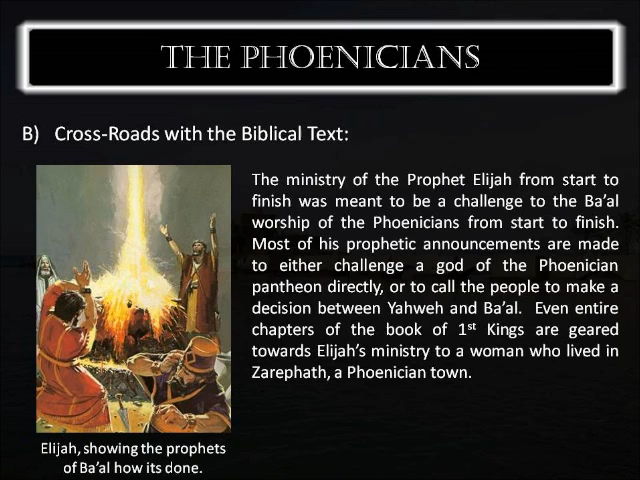 THE PHOENICIANS
B) Cross-Roads with the Biblical Text:
The ministry of the Prophet Elijah from start to
finish was meant to be a challenge to the Ba’al
worship of the Phoenicians from start to finish.
Most of his prophetic announcements are made
to either challenge a god of the Phoenician
pantheon directly, or to call the people to make a
decision between Yahweh and Ba’al. Even entire
chapters of the book of 1st Kings are geared
towards Elijah’s ministry to a woman who lived in
Zarephath, a Phoenician town.
Elijah, showing the prophets
of Ba’al how its done.